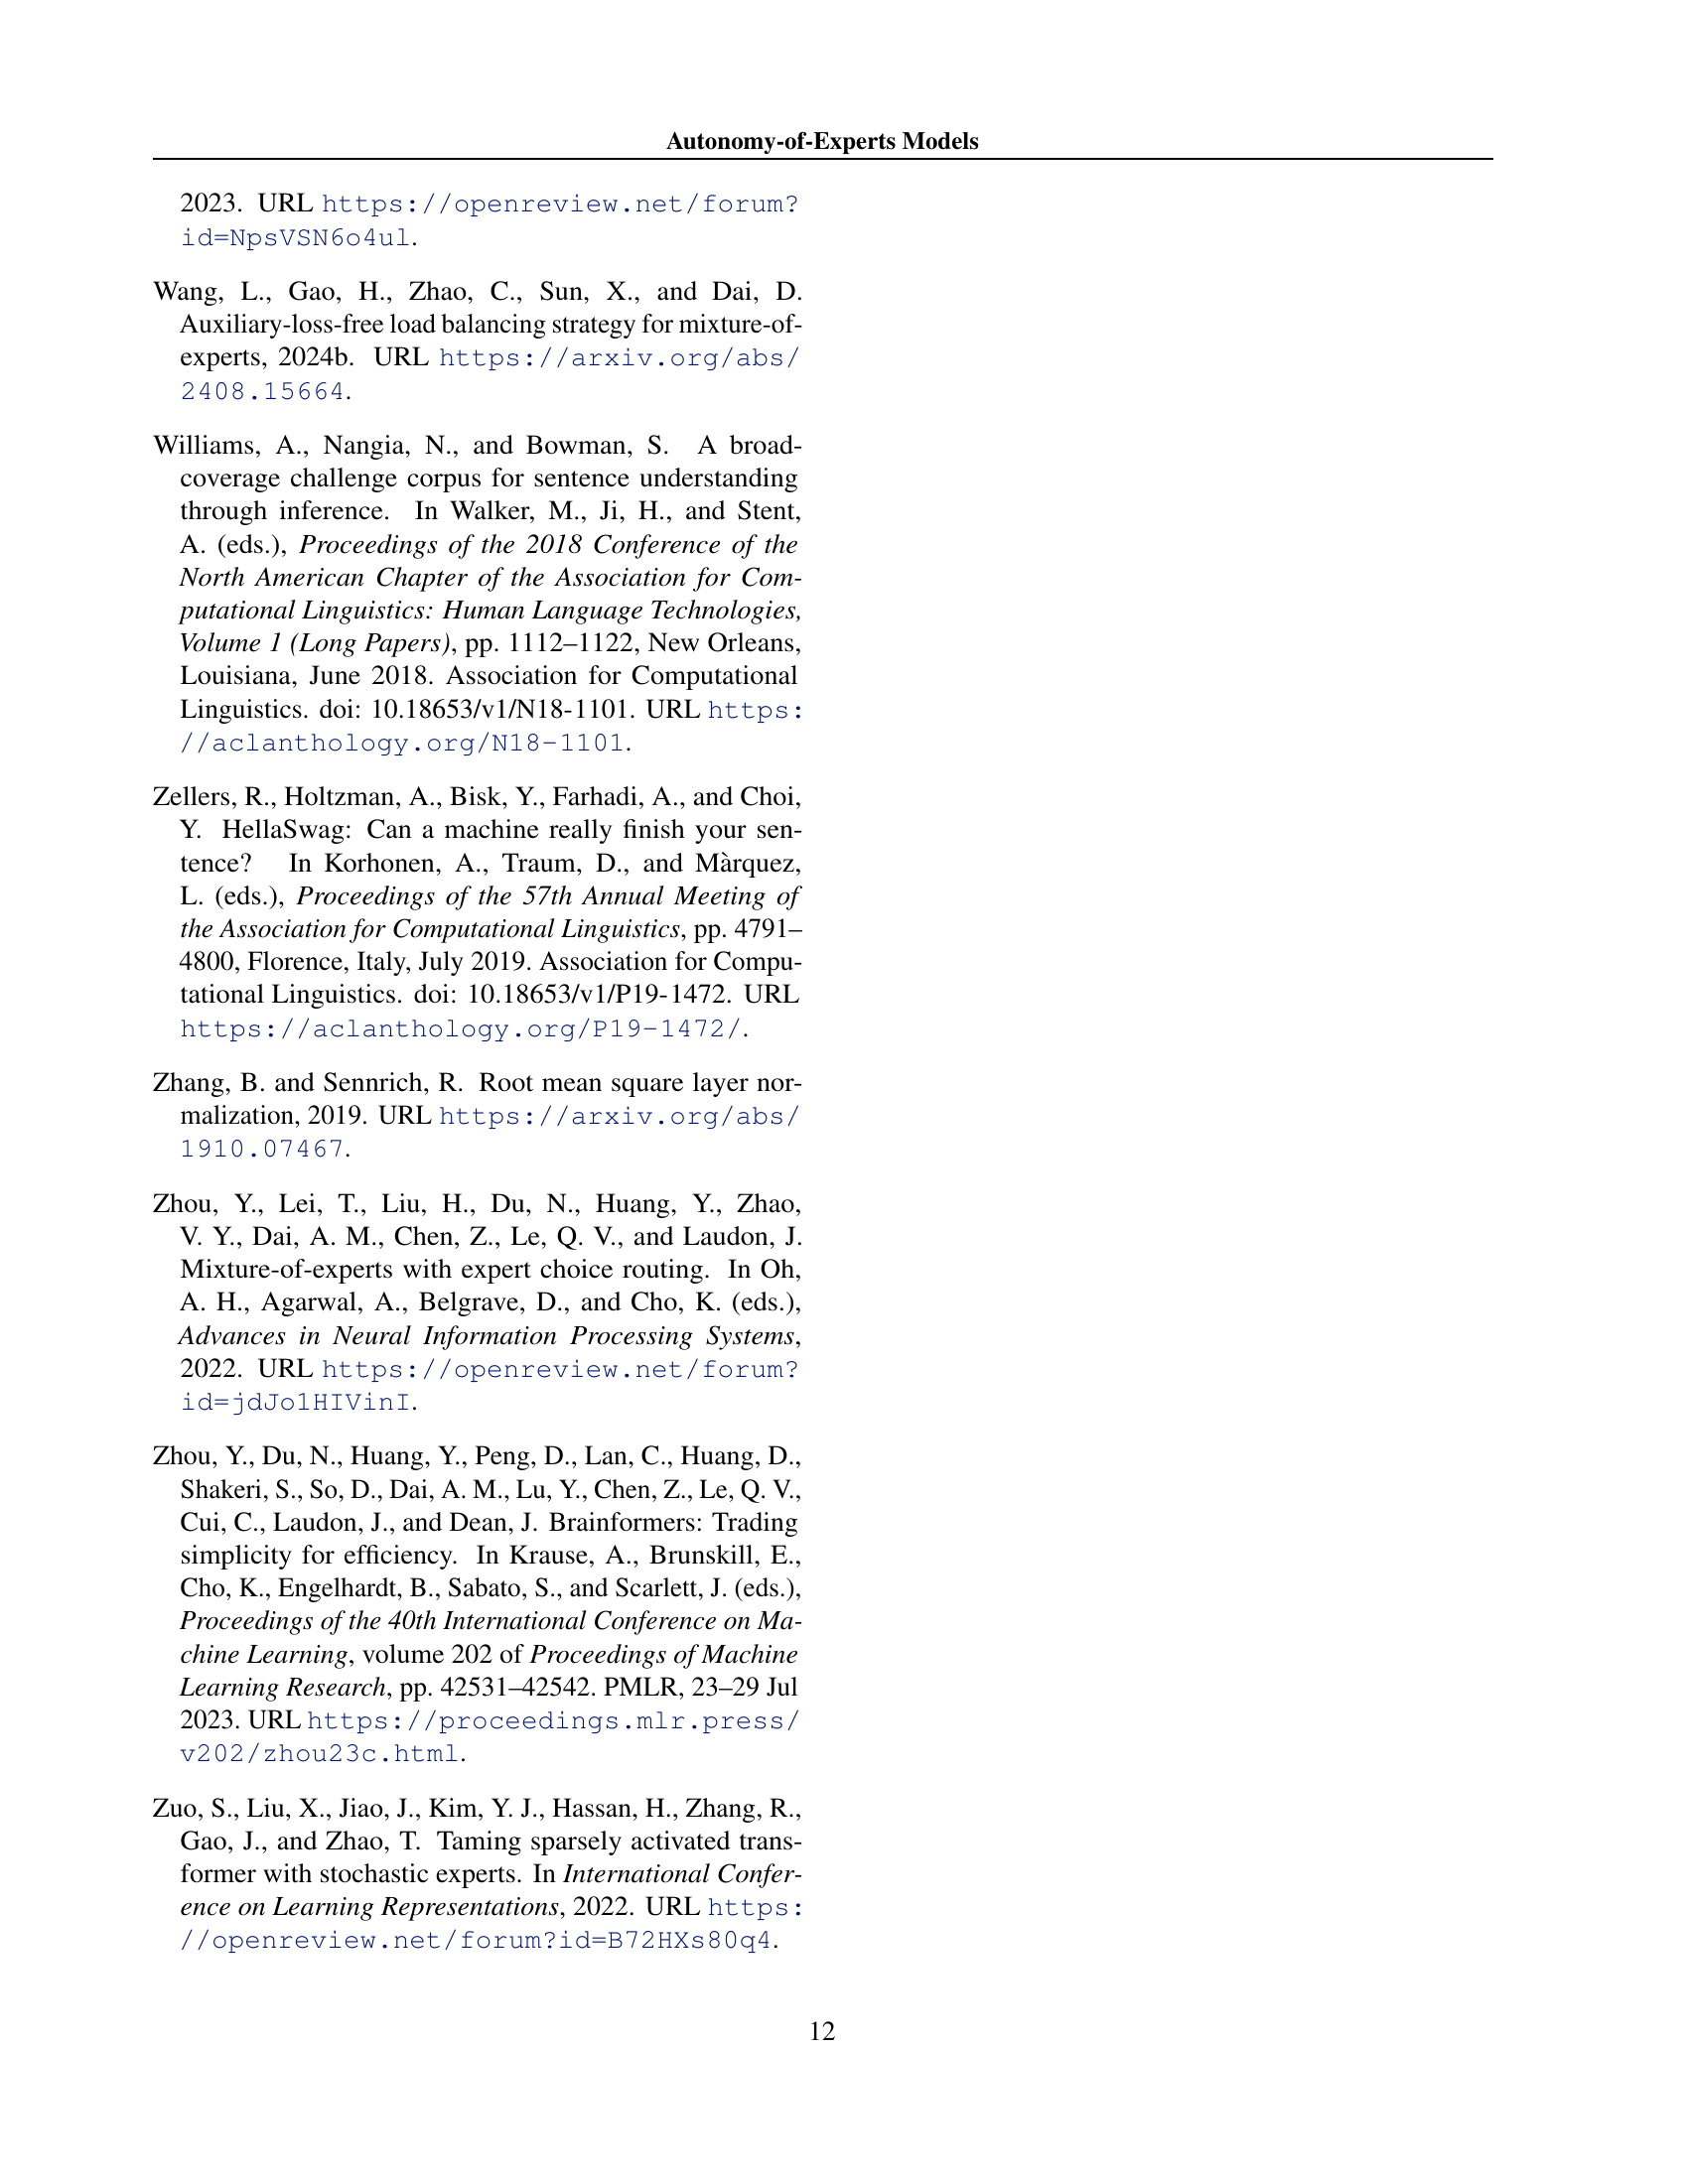 Autonomy-of-Experts Models
2023. URL https://openreview.net/forum?
id=NpsVSN6o4ul.
Wang, L., Gao, H., Zhao, C., Sun, X., and Dai, D.
Auxiliary-loss-free load balancing strategy for mixture-of-
experts, 2024b. URL https://arxiv.org/abs/
2408.15664.
Williams, A., Nangia, N., and Bowman, S. A broad-
coverage challenge corpus for sentence understanding
through inference. In Walker, M., Ji, H., and Stent,
A. (eds.), Proceedings of the 2018 Conference of the
North American Chapter of the Association for Com-
putational Linguistics: Human Language Technologies,
Volume 1 (Long Papers), pp. 1112–1122, New Orleans,
Louisiana, June 2018. Association for Computational
Linguistics. doi: 10.18653/v1/N18-1101. URL https:
//aclanthology.org/N18-1101.
Zellers, R., Holtzman, A., Bisk, Y., Farhadi, A., and Choi,
Y. HellaSwag: Can a machine really finish your sen-
tence? In Korhonen, A., Traum, D., and Màrquez,
L. (eds.), Proceedings of the 57th Annual Meeting of
the Association for Computational Linguistics, pp. 4791–
4800, Florence, Italy, July 2019. Association for Compu-
tational Linguistics. doi: 10.18653/v1/P19-1472. URL
https://aclanthology.org/P19-1472/.
Zhang, B. and Sennrich, R. Root mean square layer nor-
malization, 2019. URL https://arxiv.org/abs/
1910.07467.
Zhou, Y., Lei, T., Liu, H., Du, N., Huang, Y., Zhao,
V. Y., Dai, A. M., Chen, Z., Le, Q. V., and Laudon, J.
Mixture-of-experts with expert choice routing. In Oh,
A. H., Agarwal, A., Belgrave, D., and Cho, K. (eds.),
Advances in Neural Information Processing Systems,
2022. URL https://openreview.net/forum?
id=jdJo1HIVinI.
Zhou, Y., Du, N., Huang, Y., Peng, D., Lan, C., Huang, D.,
Shakeri, S., So, D., Dai, A. M., Lu, Y., Chen, Z., Le, Q. V.,
Cui, C., Laudon, J., and Dean, J. Brainformers: Trading
simplicity for efficiency. In Krause, A., Brunskill, E.,
Cho, K., Engelhardt, B., Sabato, S., and Scarlett, J. (eds.),
Proceedings of the 40th International Conference on Ma-
chine Learning, volume 202 of Proceedings of Machine
Learning Research, pp. 42531–42542. PMLR, 23–29 Jul
2023. URL https://proceedings.mlr.press/
v202/zhou23c.html.
Zuo, S., Liu, X., Jiao, J., Kim, Y. J., Hassan, H., Zhang, R.,
Gao, J., and Zhao, T. Taming sparsely activated trans-
former with stochastic experts. In International Confer-
ence on Learning Representations, 2022. URL https:
//openreview.net/forum?id=B72HXs80q4.
12